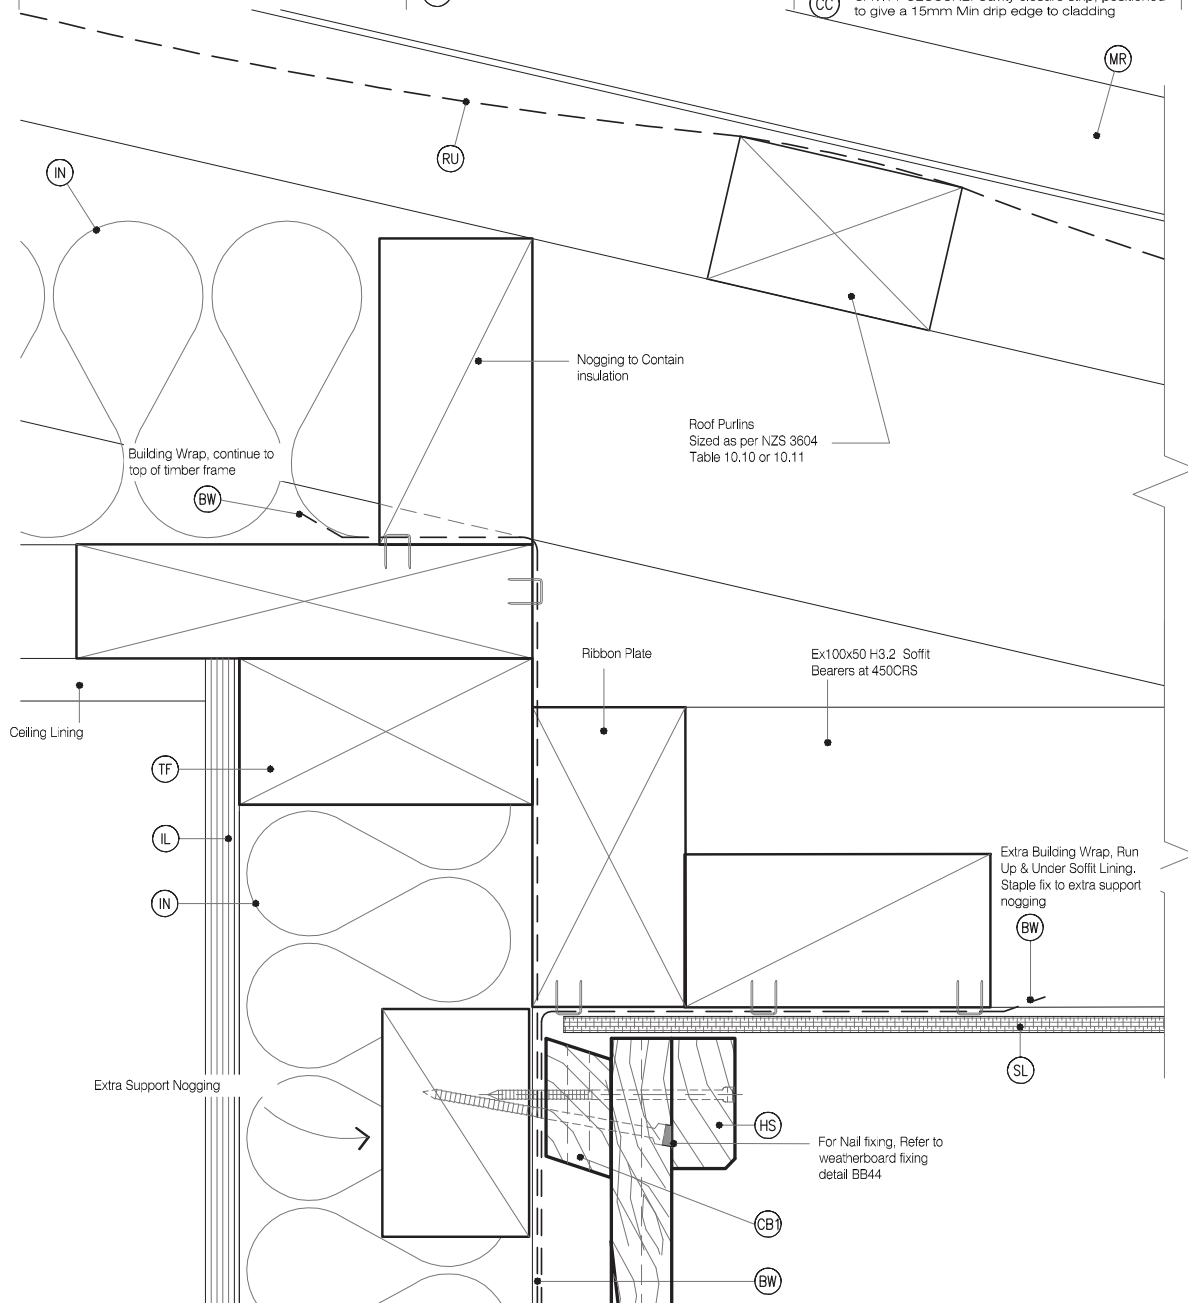 CC
to give a 15mm Min drip edge to cladding
MR
RU
IN
Nogging to Contain
insulation
Roof Purlins
Sized as per NZS 3604
Table 10.10 or 10.11
Building Wrap, continue to
top of timber frame
BW
Ribbon Plate
Ex100x50 H3.2 Soffit
Bearers at 450CRS
Ceiling Lining
TF
IL
IN
Extra Building Wrap, Run
Up & Under Soffit Lining.
Staple fix to extra support
nogging
BW
SL
Extra Support Nogging
HS
For Nail fixing, Refer to
weatherboard fixing
detail BB44
CB1
BW